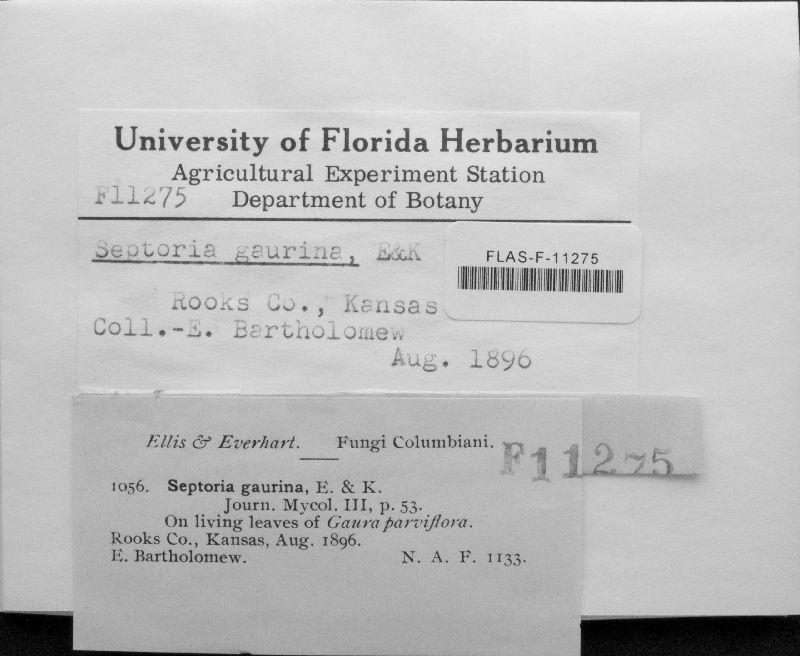 University of Florida Herbarium
Agricultural Experiment Station
F11275 Department of Botany
Septoria gaurina, E&K
FLAS-F-11275
Rooks Co., Kansas
Coll.-E. Bartholomew
Aug. 1896
Ellis & Everhart. Fungi Columbiani.
F11275
1056. Septoria gaurina, E. & K.
Journ. Mycol. III, p. 53.
On living leaves of Gaura parviflora.
Rooks Co., Kansas, Aug. 1896.
E. Bartholomew. N. A. F. 1133.